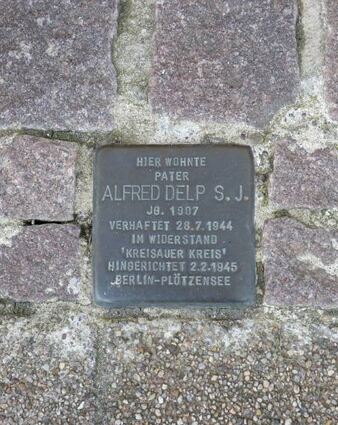 HIER WOHNTE
PATER
ALFRED DELP S.J.
JG. 1907
VERHAFTET 28.7.1944
IM WIDERSTAND
'KREISAUER KREIS'
HINGERICHTET 2.2.1945
BERLIN-PLÖTZENSEE